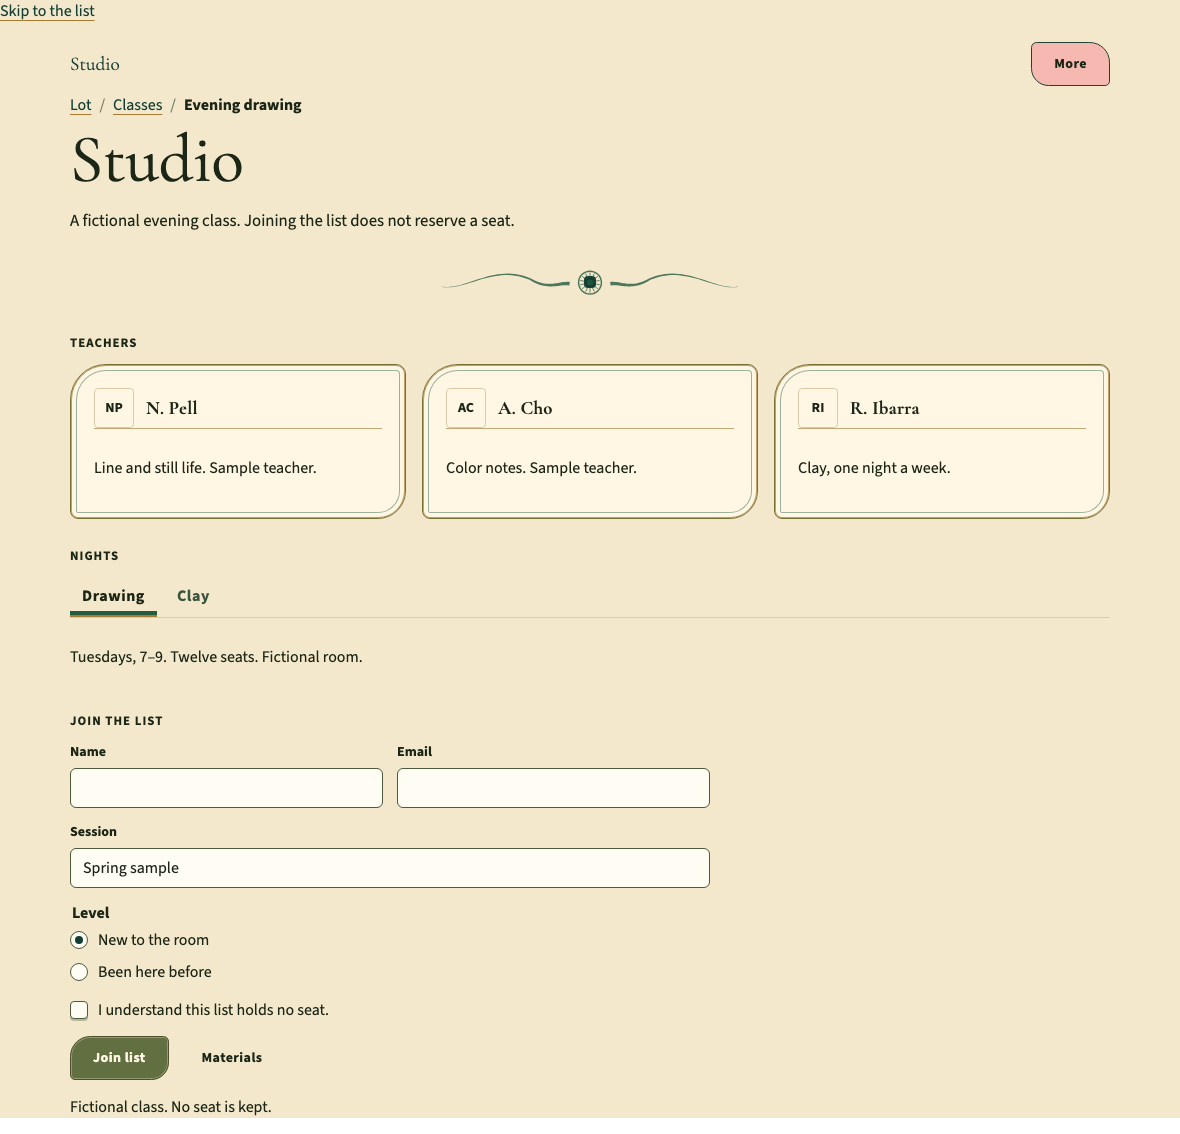 Skip to the list
Studio
More
Lot / Classes / Evening drawing
Studio
A fictional evening class. Joining the list does not reserve a seat.
TEACHERS
NP N. Pell
Line and still life. Sample teacher.
AC A. Cho
Color notes. Sample teacher.
RI R. Ibarra
Clay, one night a week.
NIGHTS
Drawing Clay
Tuesdays, 7–9. Twelve seats. Fictional room.
JOIN THE LIST
Name Email
Session
Spring sample
Level
New to the room
Been here before
I understand this list holds no seat.
Join list Materials
Fictional class. No seat is kept.